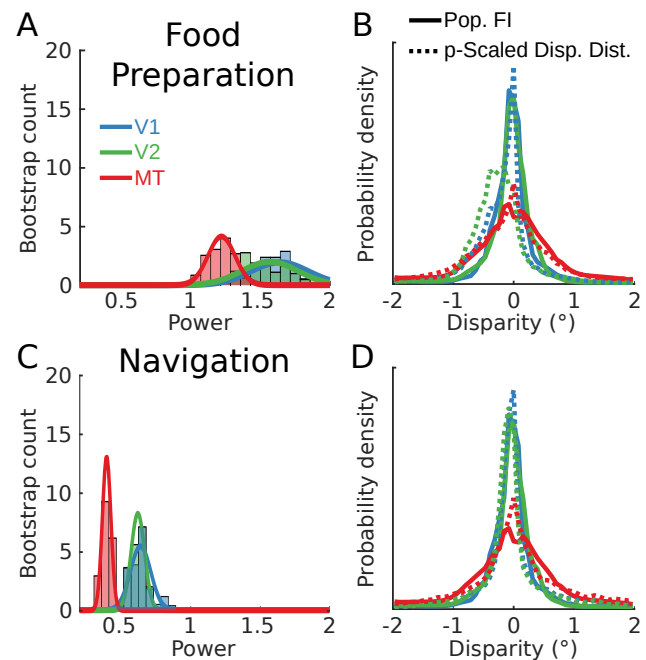 A
Food
Preparation
20
15
10
5
0
Bootstrap count
V1
V2
MT
0.5
1
1.5
2
Power
B
Pop. FI
p-Scaled Disp. Dist.
Probability density
-2
-1
0
1
2
Disparity (°)
C
Navigation
20
15
10
5
0
Bootstrap count
0.5
1
1.5
2
Power
D
Probability density
-2
-1
0
1
2
Disparity (°)